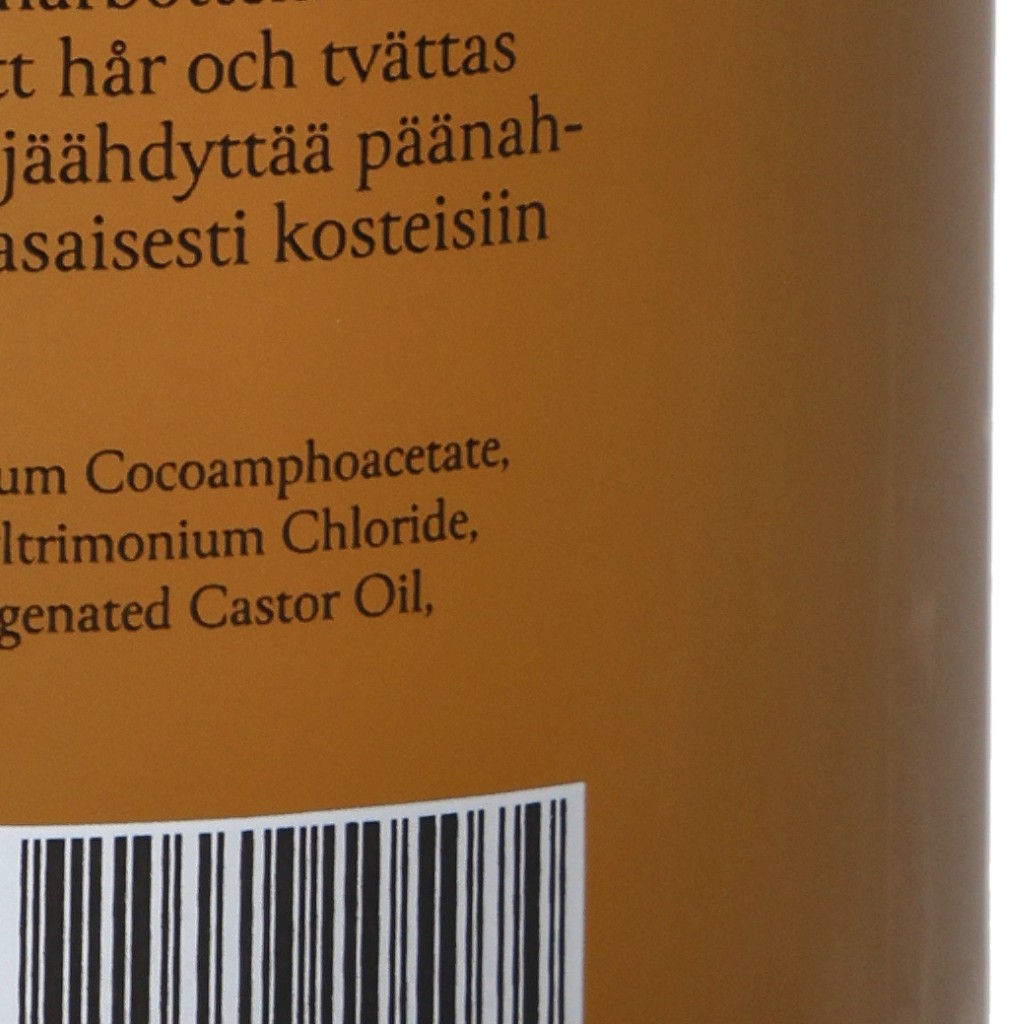 tt hår och tvättas
jäähdyttää päänah-
asaisesti kosteisiin
um Cocoamphoacetate,
ltrimonium Chloride,
genated Castor Oil,